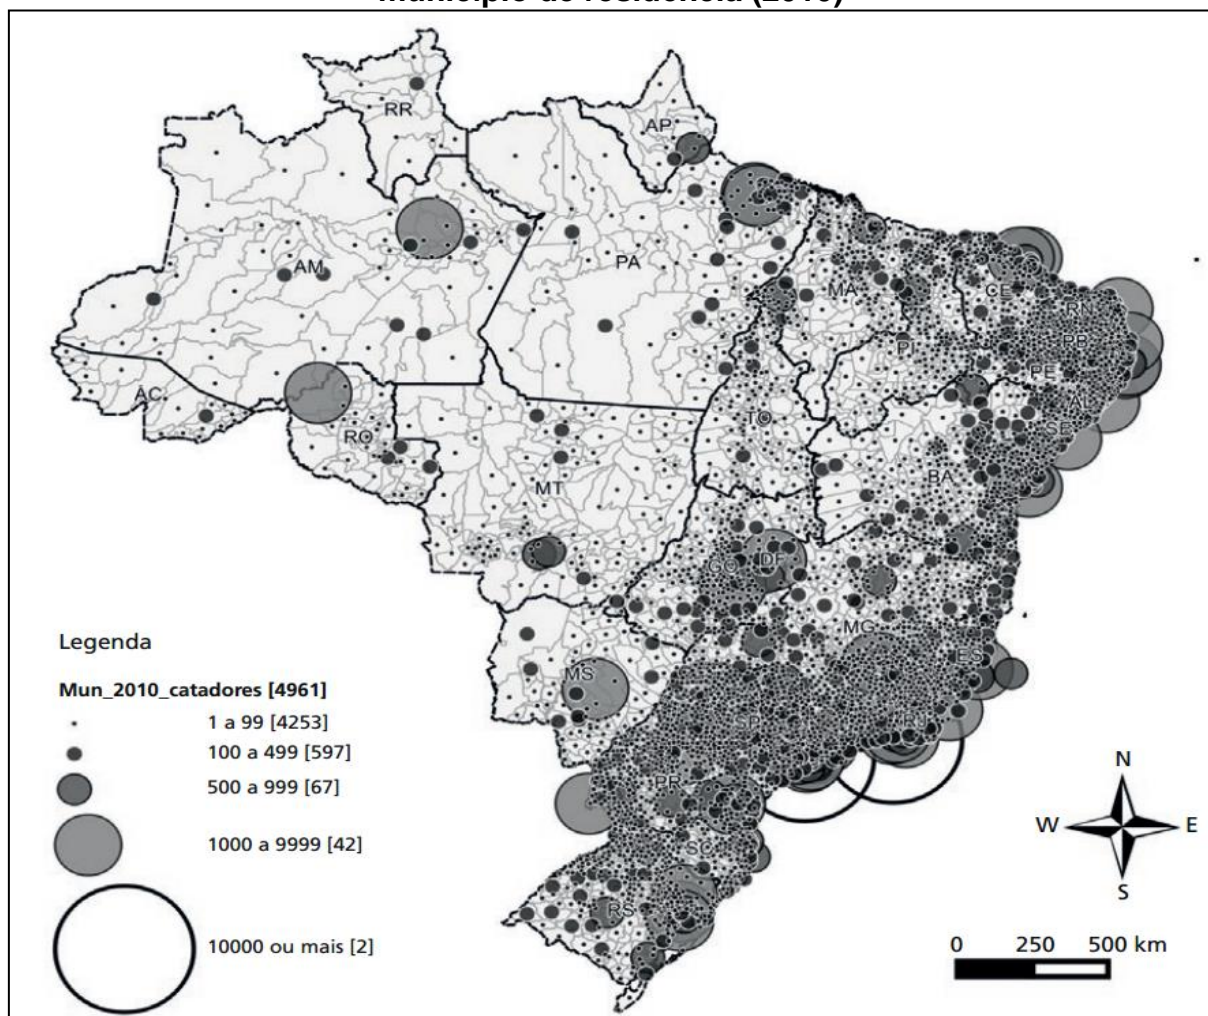 município de residência (2010)
RR
AP
AM
PA
MA
CE
RN
PB
PI
PE
AC
AL
TO
SE
RO
BA
MT
GO
DF
MG
ES
MS
SP
RJ
PR
SC
RS
Legenda
Mun_2010_catadores [4961]
1 a 99 [4253]
100 a 499 [597]
500 a 999 [67]
1000 a 9999 [42]
10000 ou mais [2]
N
W
E
S
0 250 500 km